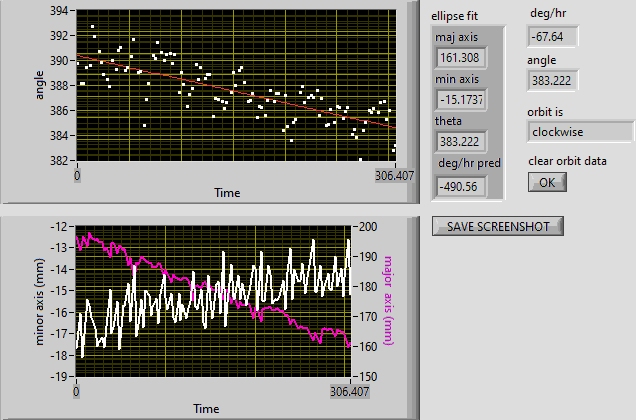 394
392
390
388
386
384
382
angle
0
306.407
Time
ellipse fit
maj axis
161.308
min axis
-15.1737
theta
383.222
deg/hr pred
-490.56
deg/hr
-67.64
angle
383.222
orbit is
clockwise
clear orbit data
OK
SAVE SCREENSHOT
-12
-13
-14
-15
-16
-17
-18
-19
minor axis (mm)
200
190
180
170
160
150
major axis (mm)
0
306.407
Time